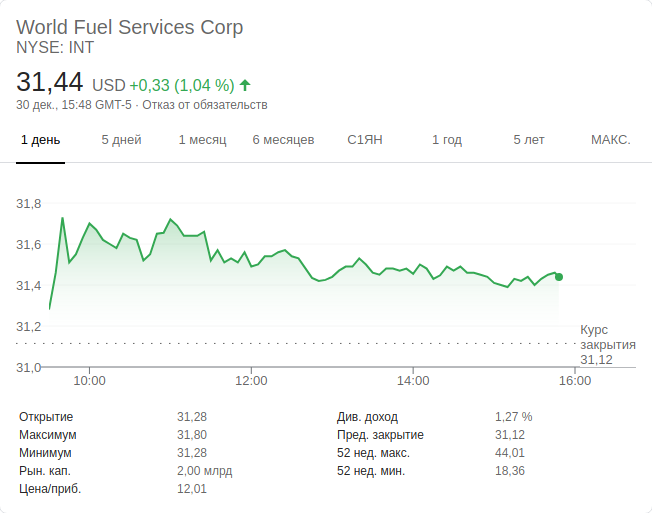 World Fuel Services Corp
NYSE: INT
31,44 USD +0,33 (1,04 %)
30 дек., 15:48 GMT-5 · Отказ от обязательств
1 день 5 дней 1 месяц 6 месяцев С1ЯН 1 год 5 лет МАКС.
31,8
31,6
31,4
31,2
31,0
Курс
закрытия
31,12
10:00 12:00 14:00 16:00
Открытие 31,28 Див. доход 1,27 %
Максимум 31,80 Пред. закрытие 31,12
Минимум 31,28 52 нед. макс. 44,01
Рын. кап. 2,00 млрд 52 нед. мин. 18,36
Цена/приб. 12,01